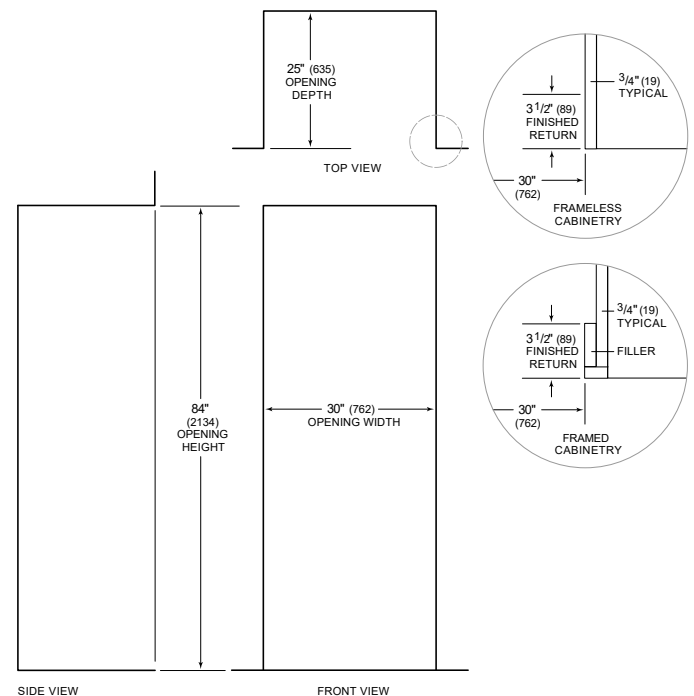 25" (635)
OPENING
DEPTH
TOP VIEW
3/4" (19)
TYPICAL
3 1/2" (89)
FINISHED
RETURN
30"
(762)
FRAMELESS
CABINETRY
3/4" (19)
TYPICAL
3 1/2" (89)
FINISHED
RETURN
FILLER
30"
(762)
FRAMED
CABINETRY
84"
(2134)
OPENING
HEIGHT
30" (762)
OPENING WIDTH
SIDE VIEW
FRONT VIEW